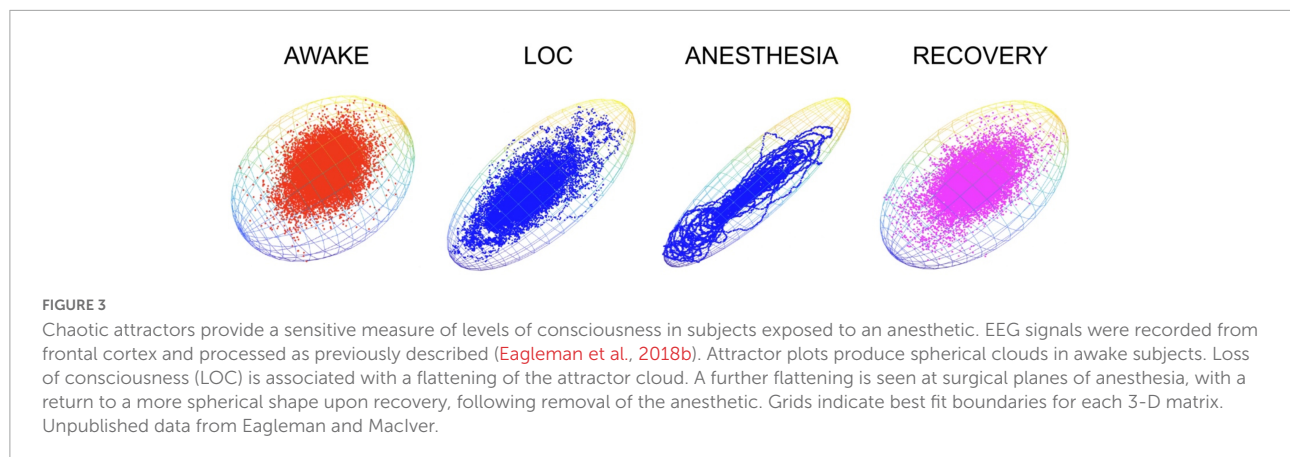 AWAKE LOC ANESTHESIA RECOVERY
FIGURE 3
Chaotic attractors provide a sensitive measure of levels of consciousness in subjects exposed to an anesthetic. EEG signals were recorded from
frontal cortex and processed as previously described (Eagleman et al., 2018b). Attractor plots produce spherical clouds in awake subjects. Loss
of consciousness (LOC) is associated with a flattening of the attractor cloud. A further flattening is seen at surgical planes of anesthesia, with a
return to a more spherical shape upon recovery, following removal of the anesthetic. Grids indicate best fit boundaries for each 3-D matrix.
Unpublished data from Eagleman and MacIver.